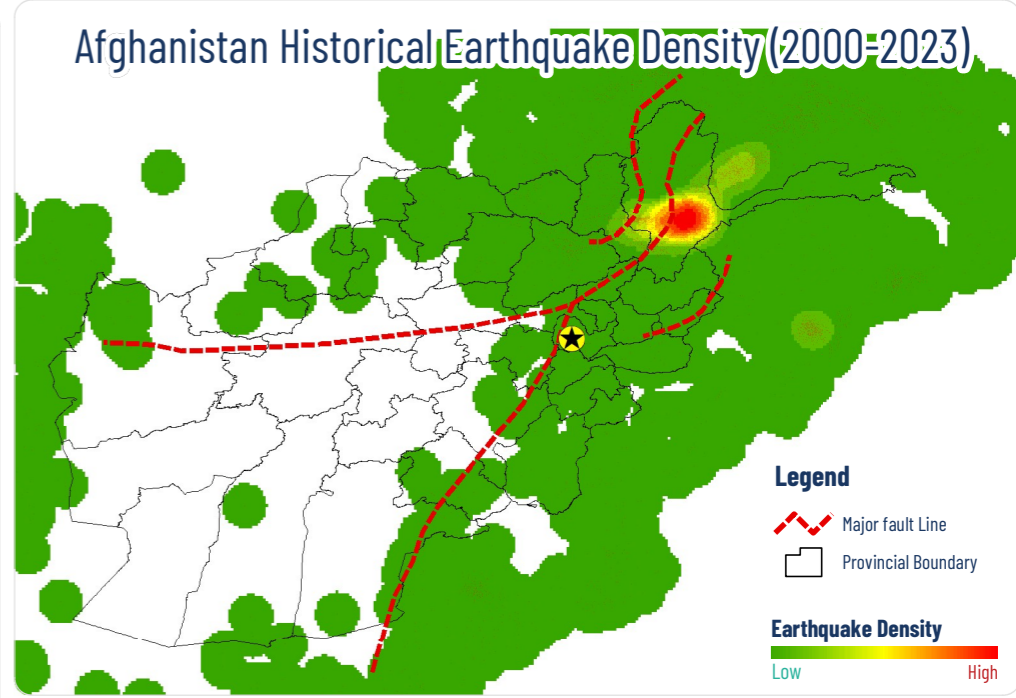 Afghanistan Historical Earthquake Density (2000-2023)
Legend
Major fault Line
Provincial Boundary
Earthquake Density
Low High